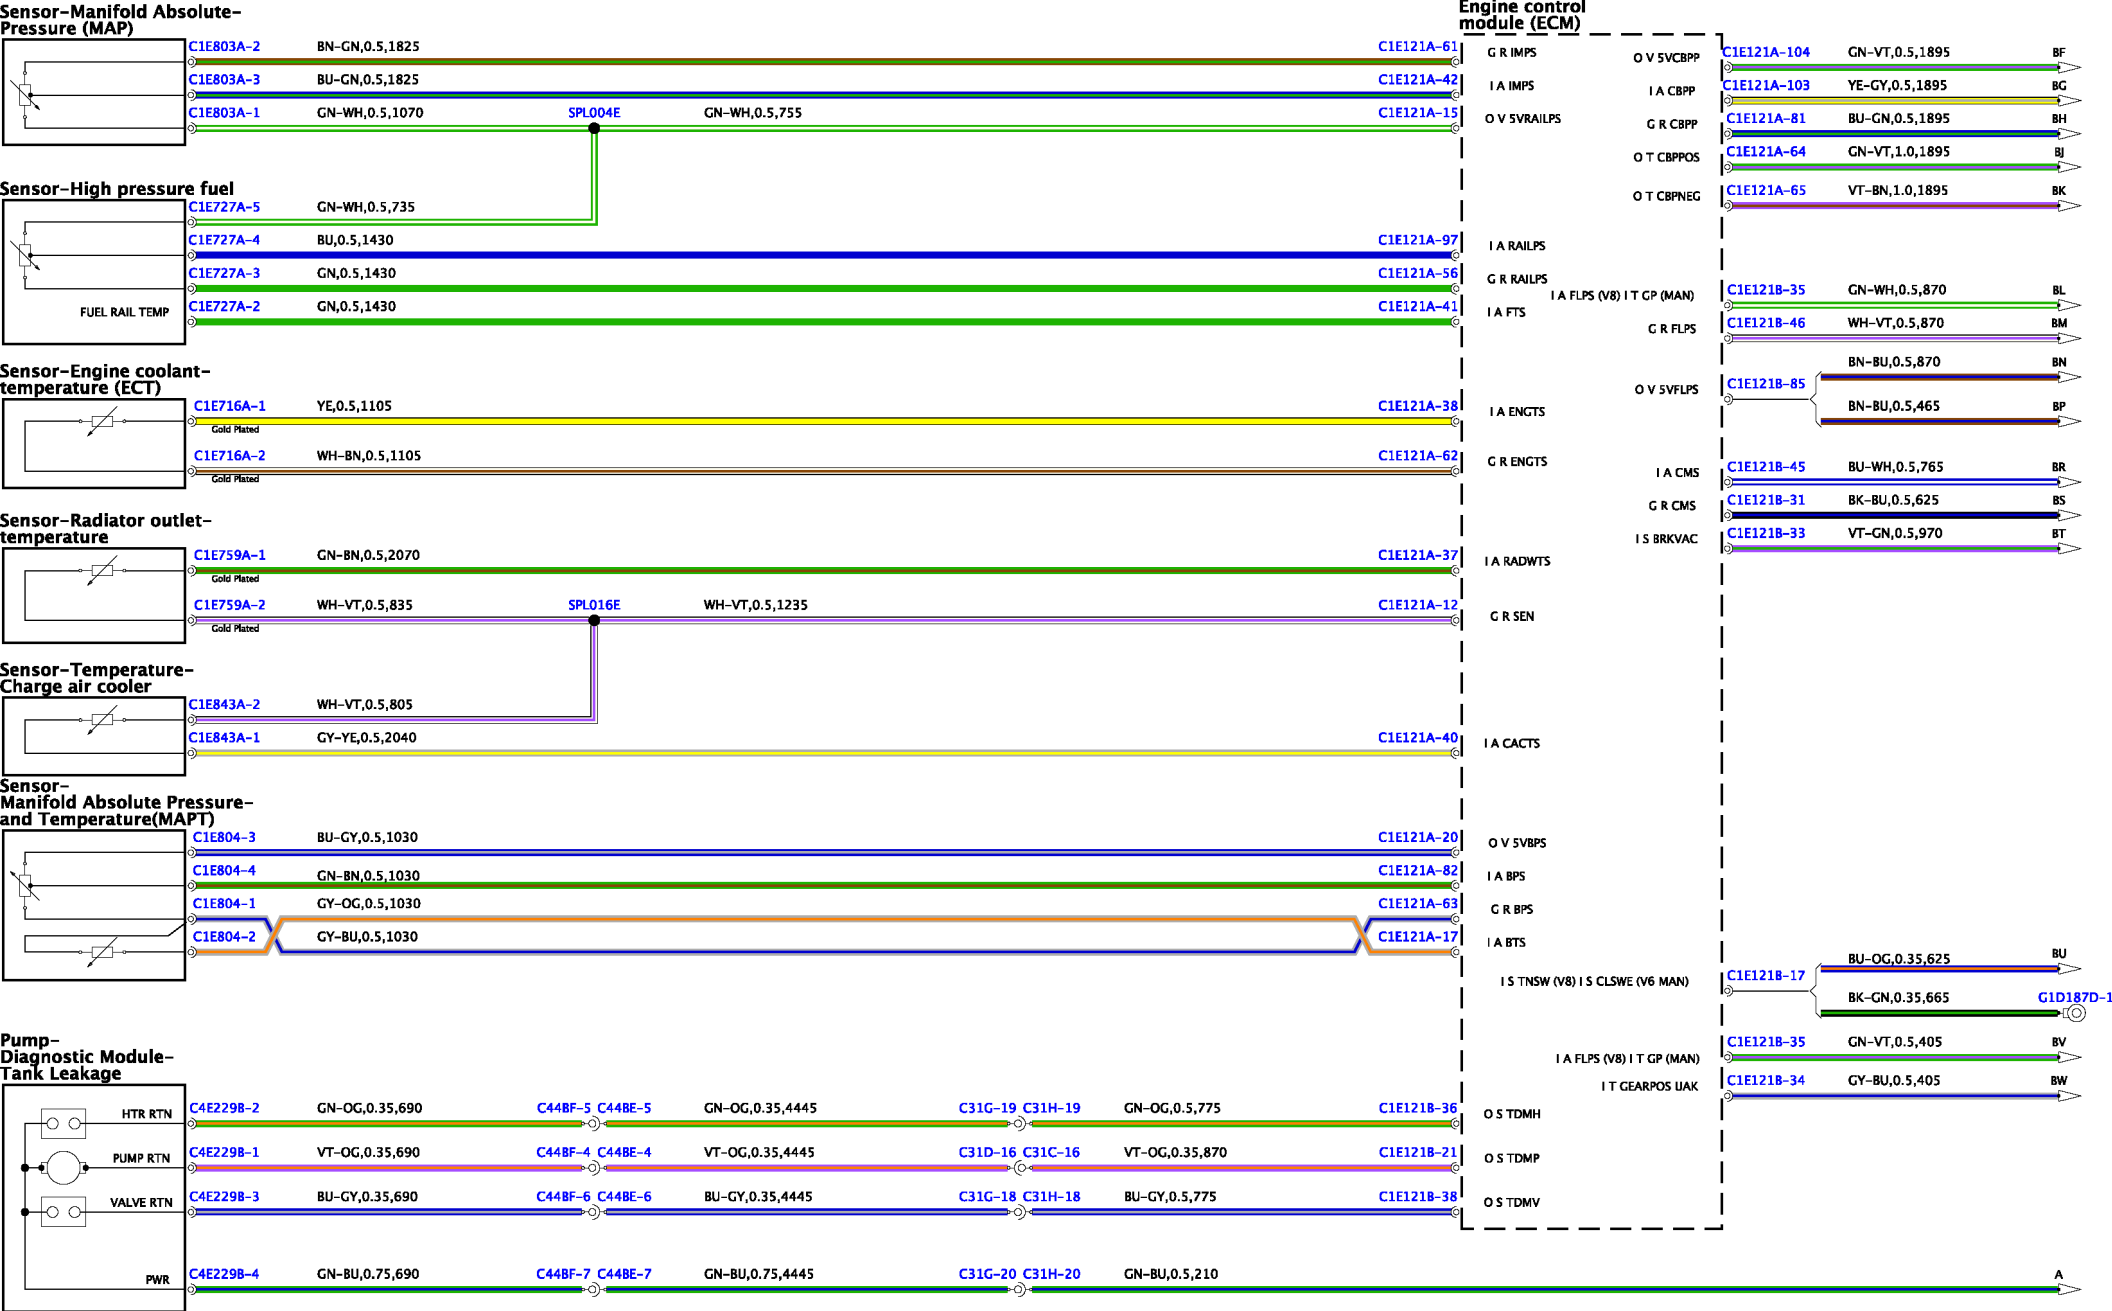 Sensor-Manifold Absolute-
Pressure (MAP)
C1E803A-2 BN-GN,0.5,1825 C1E121A-61 G R IMPS
C1E803A-3 BU-GN,0.5,1825 C1E121A-42 I A IMPS
C1E803A-1 GN-WH,0.5,1070 SPL004E GN-WH,0.5,755 C1E121A-15 O V 5VRAILPS
Sensor-High pressure fuel
C1E727A-5 GN-WH,0.5,735
C1E727A-4 BU,0.5,1430 C1E121A-97 I A RAILPS
C1E727A-3 GN,0.5,1430 C1E121A-56 G R RAILPS
C1E727A-2 GN,0.5,1430 C1E121A-41 I A FTS
FUEL RAIL TEMP
Sensor-Engine coolant-
temperature (ECT)
C1E716A-1 YE,0.5,1105 C1E121A-38 I A ENGTS
Gold Plated
C1E716A-2 WH-BN,0.5,1105 C1E121A-62 G R ENGTS
Gold Plated
Sensor-Radiator outlet-
temperature
C1E759A-1 GN-BN,0.5,2070 C1E121A-37 I A RADWTS
Gold Plated
C1E759A-2 WH-VT,0.5,835 SPL016E WH-VT,0.5,1235 C1E121A-12 G R SEN
Gold Plated
Sensor-Temperature-
Charge air cooler
C1E843A-2 WH-VT,0.5,805
C1E843A-1 GY-YE,0.5,2040 C1E121A-40 I A CACTS
Sensor-
Manifold Absolute Pressure-
and Temperature(MAPT)
C1E804-3 BU-GY,0.5,1030 C1E121A-20 O V 5VBPS
C1E804-4 GN-BN,0.5,1030 C1E121A-82 I A BPS
C1E804-1 GY-OG,0.5,1030 C1E121A-63 G R BPS
C1E804-2 GY-BU,0.5,1030 C1E121A-17 I A BTS
Pump-
Diagnostic Module-
Tank Leakage
HTR RTN C4E229B-2 GN-OG,0.35,690 C44BF-5 C44BE-5 GN-OG,0.35,4445 C31G-19 C31H-19 GN-OG,0.5,775 C1E121B-36 O S TDMH
PUMP RTN C4E229B-1 VT-OG,0.35,690 C44BF-4 C44BE-4 VT-OG,0.35,4445 C31D-16 C31C-16 VT-OG,0.35,870 C1E121B-21 O S TDMP
VALVE RTN C4E229B-3 BU-GY,0.35,690 C44BF-6 C44BE-6 BU-GY,0.35,4445 C31G-18 C31H-18 BU-GY,0.5,775 C1E121B-38 O S TDMV
PWR C4E229B-4 GN-BU,0.75,690 C44BF-7 C44BE-7 GN-BU,0.75,4445 C31G-20 C31H-20 GN-BU,0.5,210 A
Engine control
module (ECM)
O V 5VCBPP C1E121A-104 GN-VT,0.5,1895 BF
I A CBPP C1E121A-103 YE-GY,0.5,1895 BG
G R CBPP C1E121A-81 BU-GN,0.5,1895 BH
O T CBPPOS C1E121A-64 GN-VT,1.0,1895 BJ
O T CBPNEG C1E121A-65 VT-BN,1.0,1895 BK
I A FLPS (V8) I T GP (MAN) C1E121B-35 GN-WH,0.5,870 BL
G R FLPS C1E121B-46 WH-VT,0.5,870 BM
BN-BU,0.5,870 BN
O V 5VFLPS C1E121B-85
BN-BU,0.5,465 BP
I A CMS C1E121B-45 BU-WH,0.5,765 BR
G R CMS C1E121B-31 BK-BU,0.5,625 BS
I S BRKVAC C1E121B-33 VT-GN,0.5,970 BT
BU-OG,0.35,625 BU
I S TNSW (V8) I S CLSWE (V6 MAN) C1E121B-17
BK-GN,0.35,665 G1D187D-1
I A FLPS (V8) I T GP (MAN) C1E121B-35 GN-VT,0.5,405 BV
I T GEARPOS IJAK C1E121B-34 GY-BU,0.5,405 BW